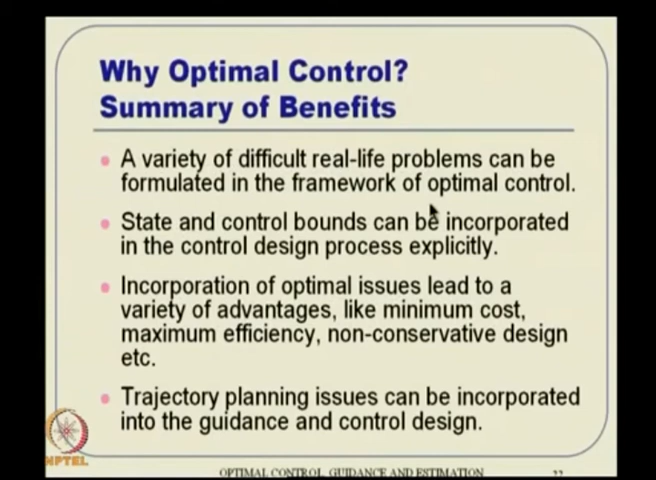 Why Optimal Control?
Summary of Benefits
A variety of difficult real-life problems can be
formulated in the framework of optimal control.
State and control bounds can be incorporated
in the control design process explicitly.
Incorporation of optimal issues lead to a
variety of advantages, like minimum cost,
maximum efficiency, non-conservative design
etc.
Trajectory planning issues can be incorporated
into the guidance and control design.
NPTEL
OPTIMAL CONTROL, GUIDANCE AND ESTIMATION